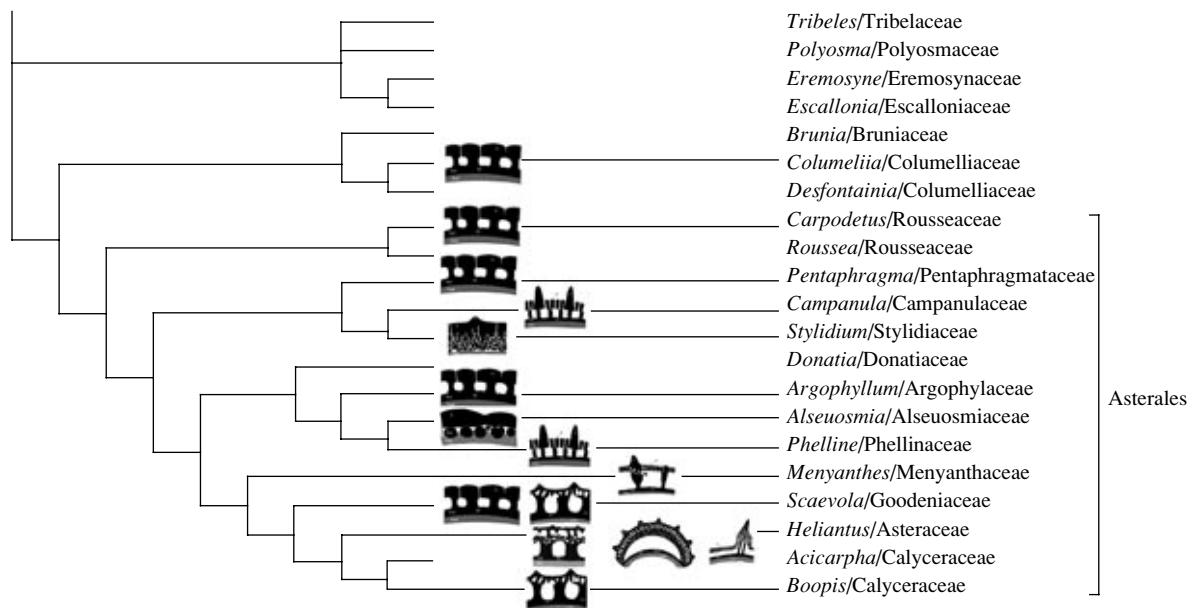 Tribeles/Tribelaceae
Polyosma/Polyosmaceae
Eremosyne/Eremosynaceae
Escallonia/Escalloniaceae
Brunia/Bruniaceae
Columeliia/Columelliaceae
Desfontainia/Columelliaceae
Carpodetus/Rousseaceae
Roussea/Rousseaceae
Pentaphragma/Pentaphragmataceae
Campanula/Campanulaceae
Stylidium/Stylidiaceae
Donatia/Donatiaceae
Argophyllum/Argophylaceae
Alseuosmia/Alseuosmiaceae
Phelline/Phellinaceae
Menyanthes/Menyanthaceae
Scaevola/Goodeniaceae
Heliantus/Asteraceae
Acicarpha/Calyceraceae
Boopis/Calyceraceae
Asterales